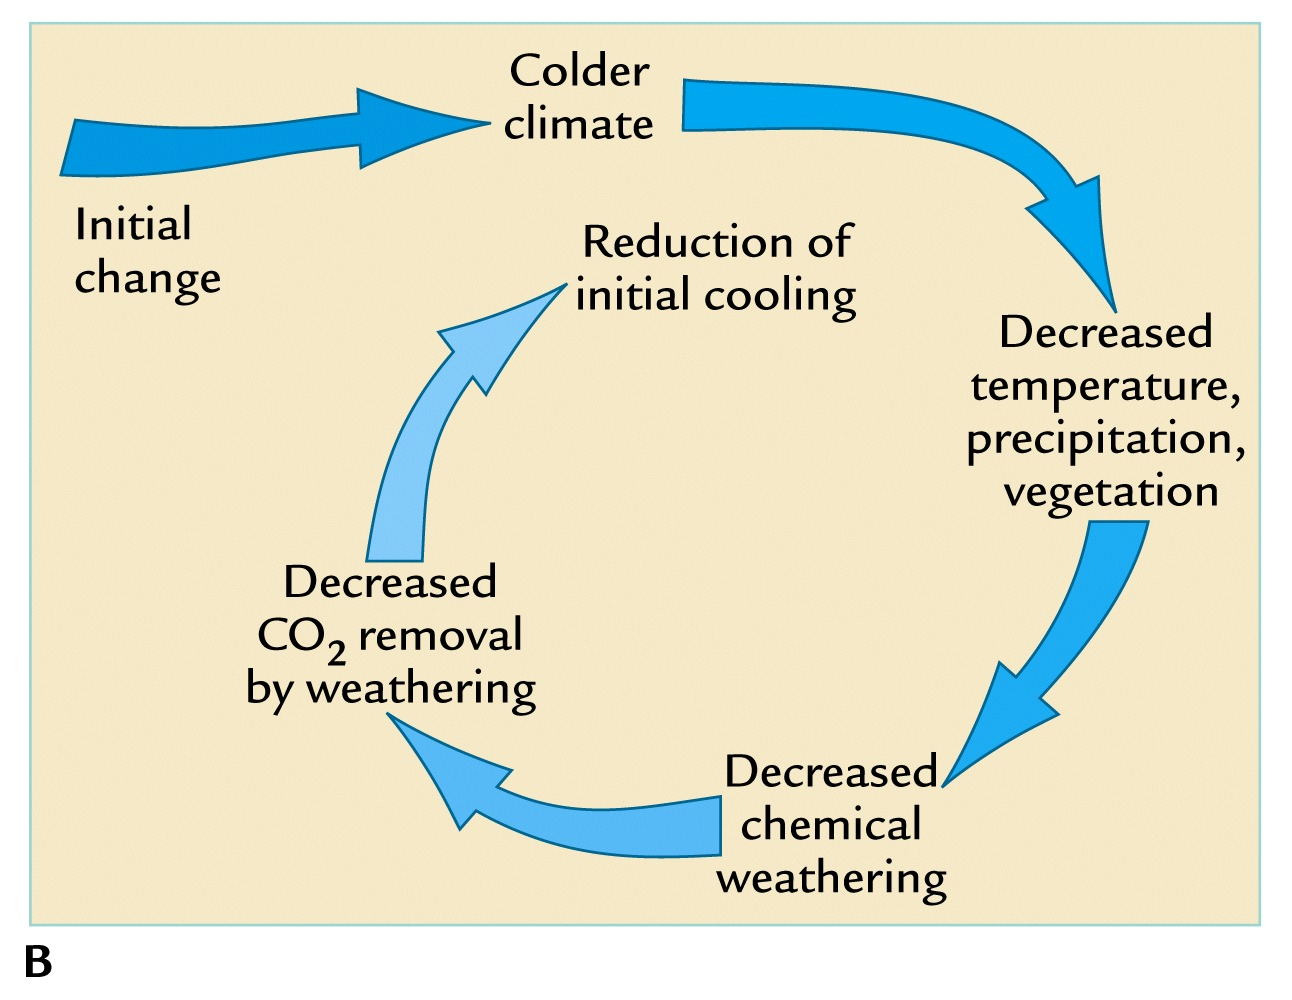 Colder
climate
Initial
change
Reduction of
initial cooling
Decreased
temperature,
precipitation,
vegetation
Decreased
CO₂ removal
by weathering
Decreased
chemical
weathering
B